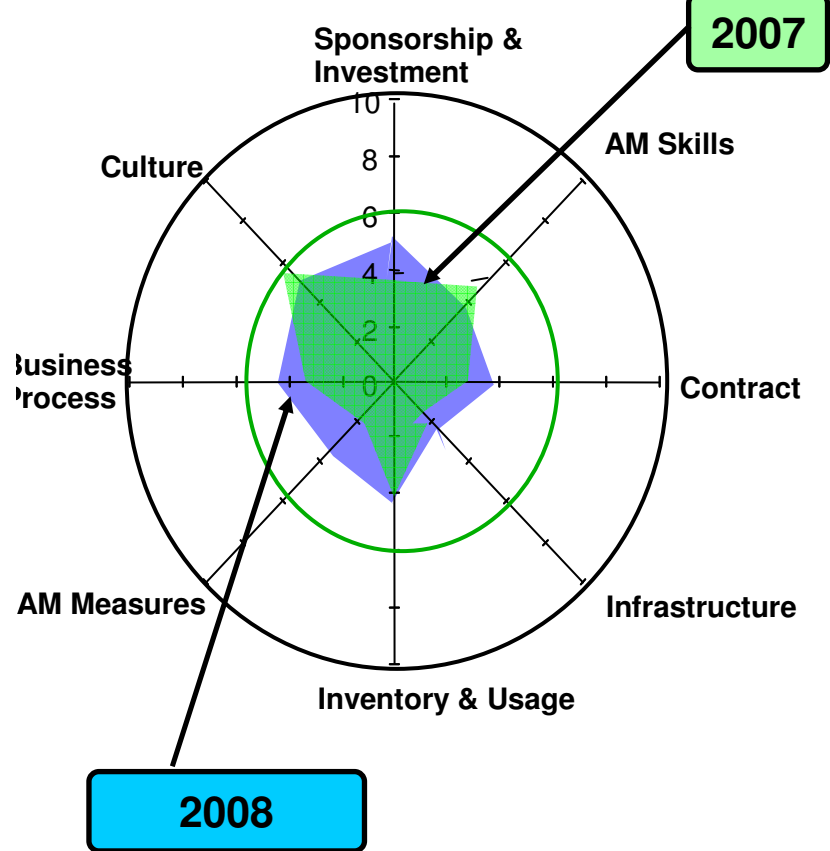 2007
Sponsorship &
Investment
10
AM Skills
8
Culture
6
4
2
usiness
0
rocess
Contract
AM Measures
Infrastructure
Inventory & Usage
2008